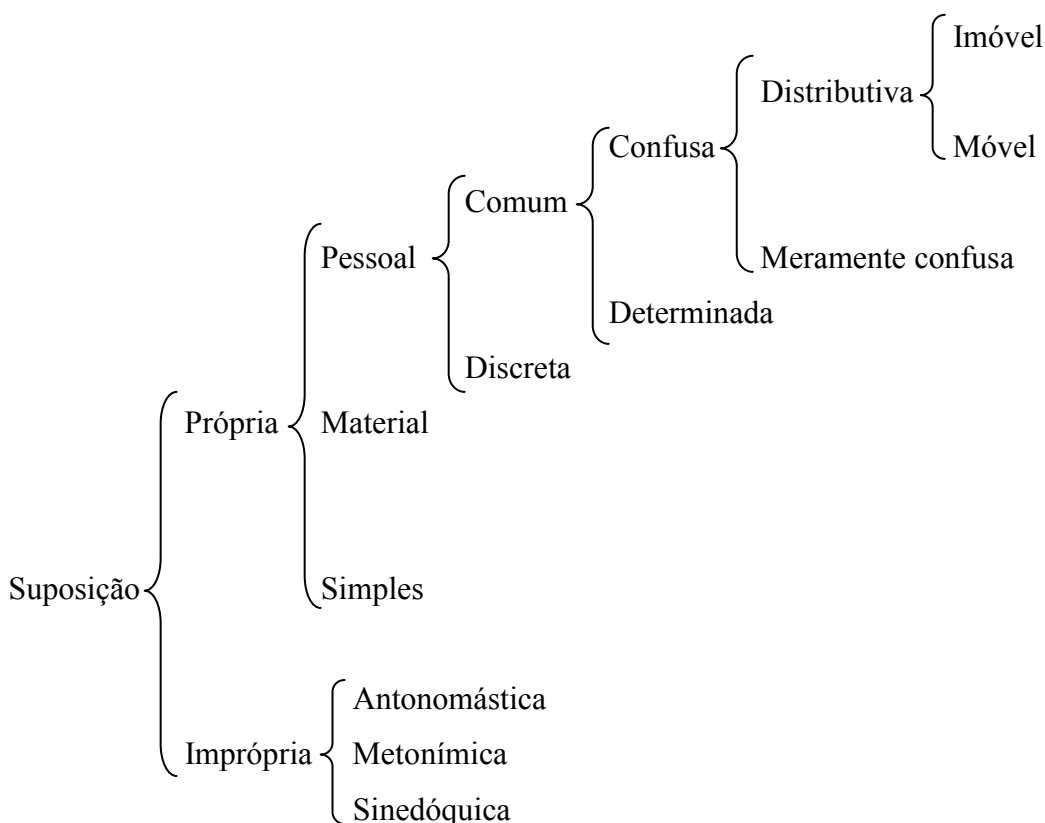 Imóvel
Distributiva
Confusa
Móvel
Comum
Pessoal
Meramente confusa
Determinada
Discreta
Própria
Material
Suposição
Simples
Antonomástica
Imprópria
Metonímica
Sinedóquica